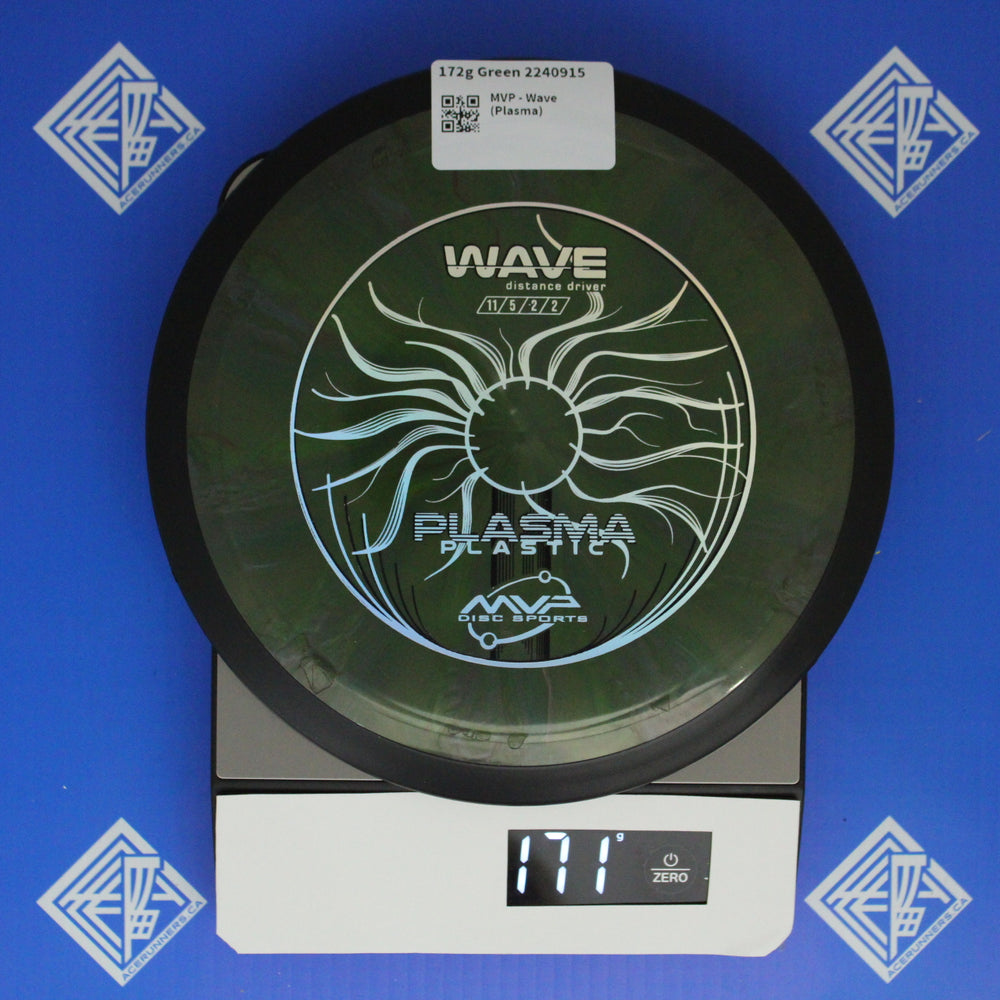 172g Green 2240915
MVP - Wave
(Plasma)
WAVE
distance driver
11/5/-2/2
PLASMA
PLASTIC
MVP
DISC SPORTS
171 g
ZERO
ACERUNNERS.CA
ACERUNNERS.CA
ACERUNNERS.CA
ACERUNNERS.CA